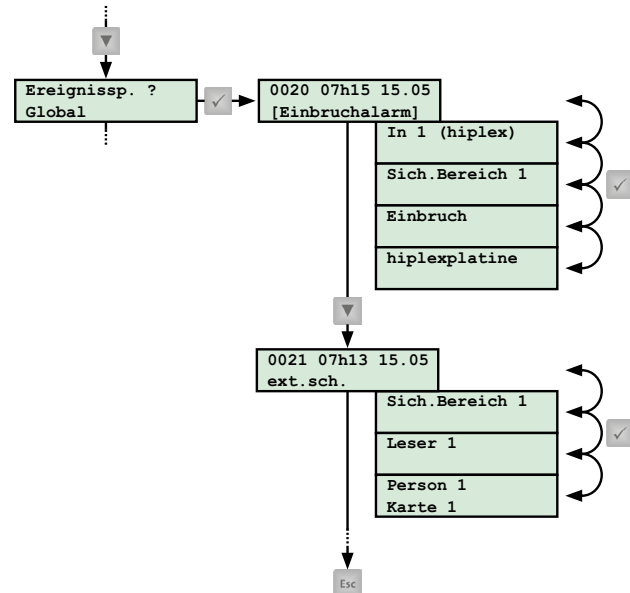 Ereignissp. ?
Global
0020 07h15 15.05
[Einbruchalarm]
In 1 (hiplex)
Sich.Bereich 1
Einbruch
hiplexplatine
0021 07h13 15.05
ext.sch.
Sich.Bereich 1
Leser 1
Person 1
Karte 1
Esc